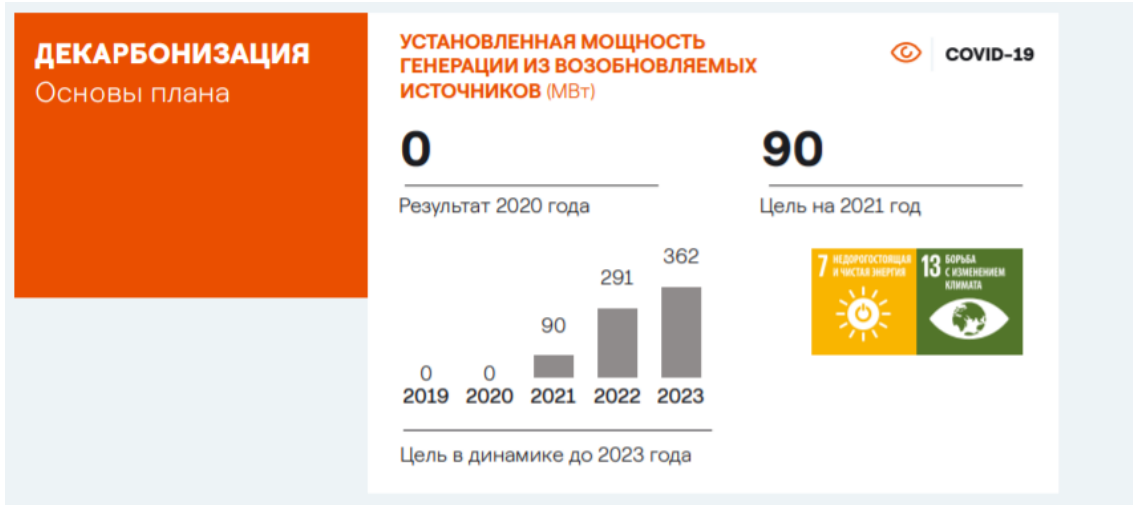 ДЕКАРБОНИЗАЦИЯ
Основы плана
УСТАНОВЛЕННАЯ МОЩНОСТЬ
ГЕНЕРАЦИИ ИЗ ВОЗОБНОВЛЯЕМЫХ
ИСТОЧНИКОВ (МВт)
COVID-19
0
Результат 2020 года
90
Цель на 2021 год
0 0 90 291 362
2019 2020 2021 2022 2023
Цель в динамике до 2023 года
7 НЕДОРОГОСТОЯЩАЯ
И ЧИСТАЯ ЭНЕРГИЯ
13 БОРЬБА
С ИЗМЕНЕНИЕМ
КЛИМАТА